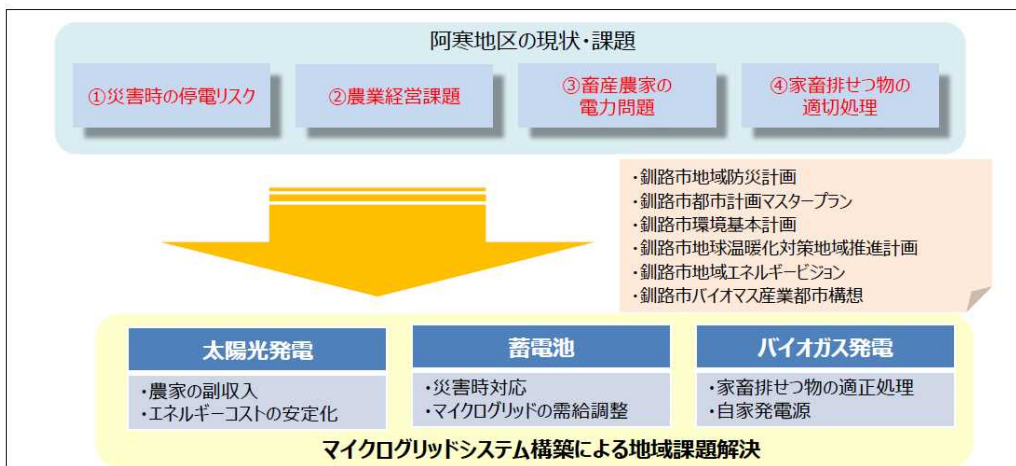 阿寒地区の現状・課題
①災害時の停電リスク
②農業経営課題
③畜産農家の
電力問題
④家畜排せつ物の
適切処理
・釧路市地域防災計画
・釧路市都市計画マスタープラン
・釧路市環境基本計画
・釧路市地球温暖化対策地域推進計画
・釧路市地域エネルギービジョン
・釧路市バイオマス産業都市構想
太陽光発電
・農家の副収入
・エネルギーコストの安定化
蓄電池
・災害時対応
・マイクログリッドの需給調整
バイオガス発電
・家畜排せつ物の適正処理
・自家発電源
マイクログリッドシステム構築による地域課題解決